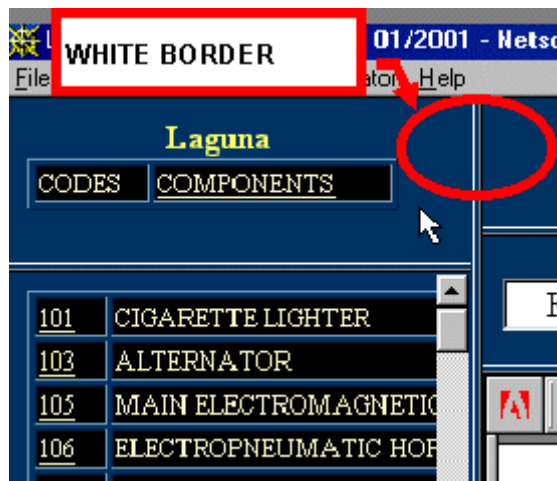 WHITE BORDER
01/2001 - Netsc
File
ator Help
Laguna
CODES COMPONENTS
101 CIGARETTE LIGHTER
103 ALTERNATOR
105 MAIN ELECTROMAGNETIC
106 ELECTROPNEUMATIC HOR